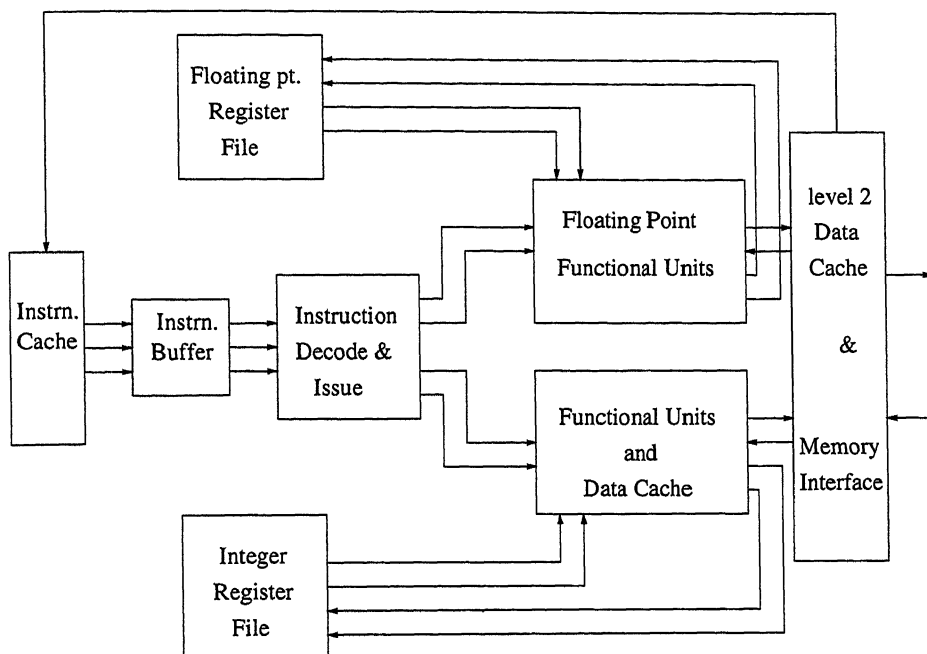 Floating pt.
Register
File
Floating Point
Functional Units
level 2
Data
Cache
&
Memory
Interface
Instrn.
Cache
Instrn.
Buffer
Instruction
Decode &
Issue
Functional Units
and
Data Cache
Integer
Register
File